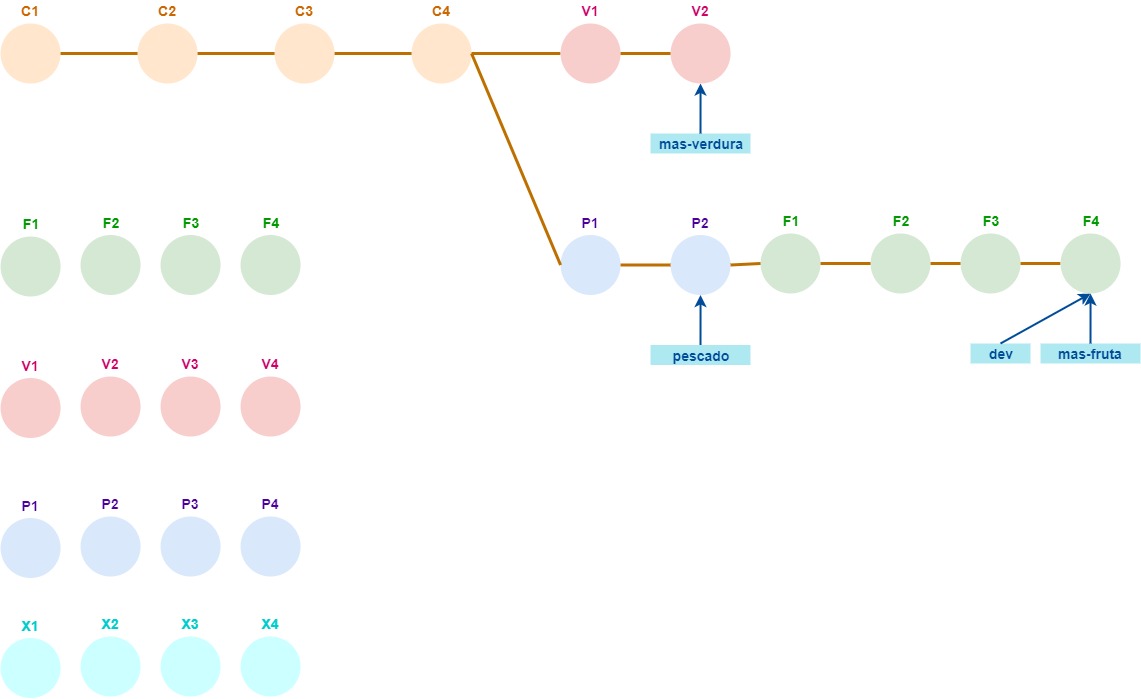 C1 C2 C3 C4 V1 V2
mas-verdura
F1 F2 F3 F4 P1 P2 F1 F2 F3 F4
pescado dev mas-fruta
V1 V2 V3 V4
P1 P2 P3 P4
X1 X2 X3 X4